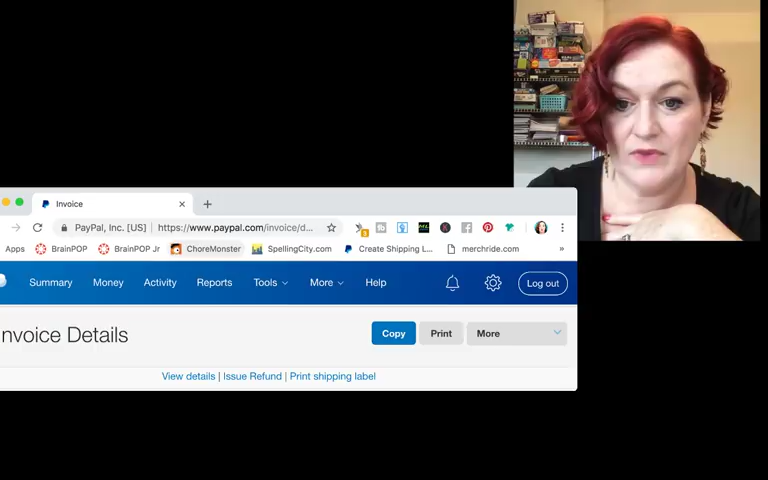 Invoice
PayPal, Inc. [US] https://www.paypal.com/invoice/d...
Apps BrainPOP BrainPOP Jr ChoreMonster SpellingCity.com Create Shipping L... merchride.com »
Summary Money Activity Reports Tools More Help Log out
nvoice Details Copy Print More
View details | Issue Refund | Print shipping label